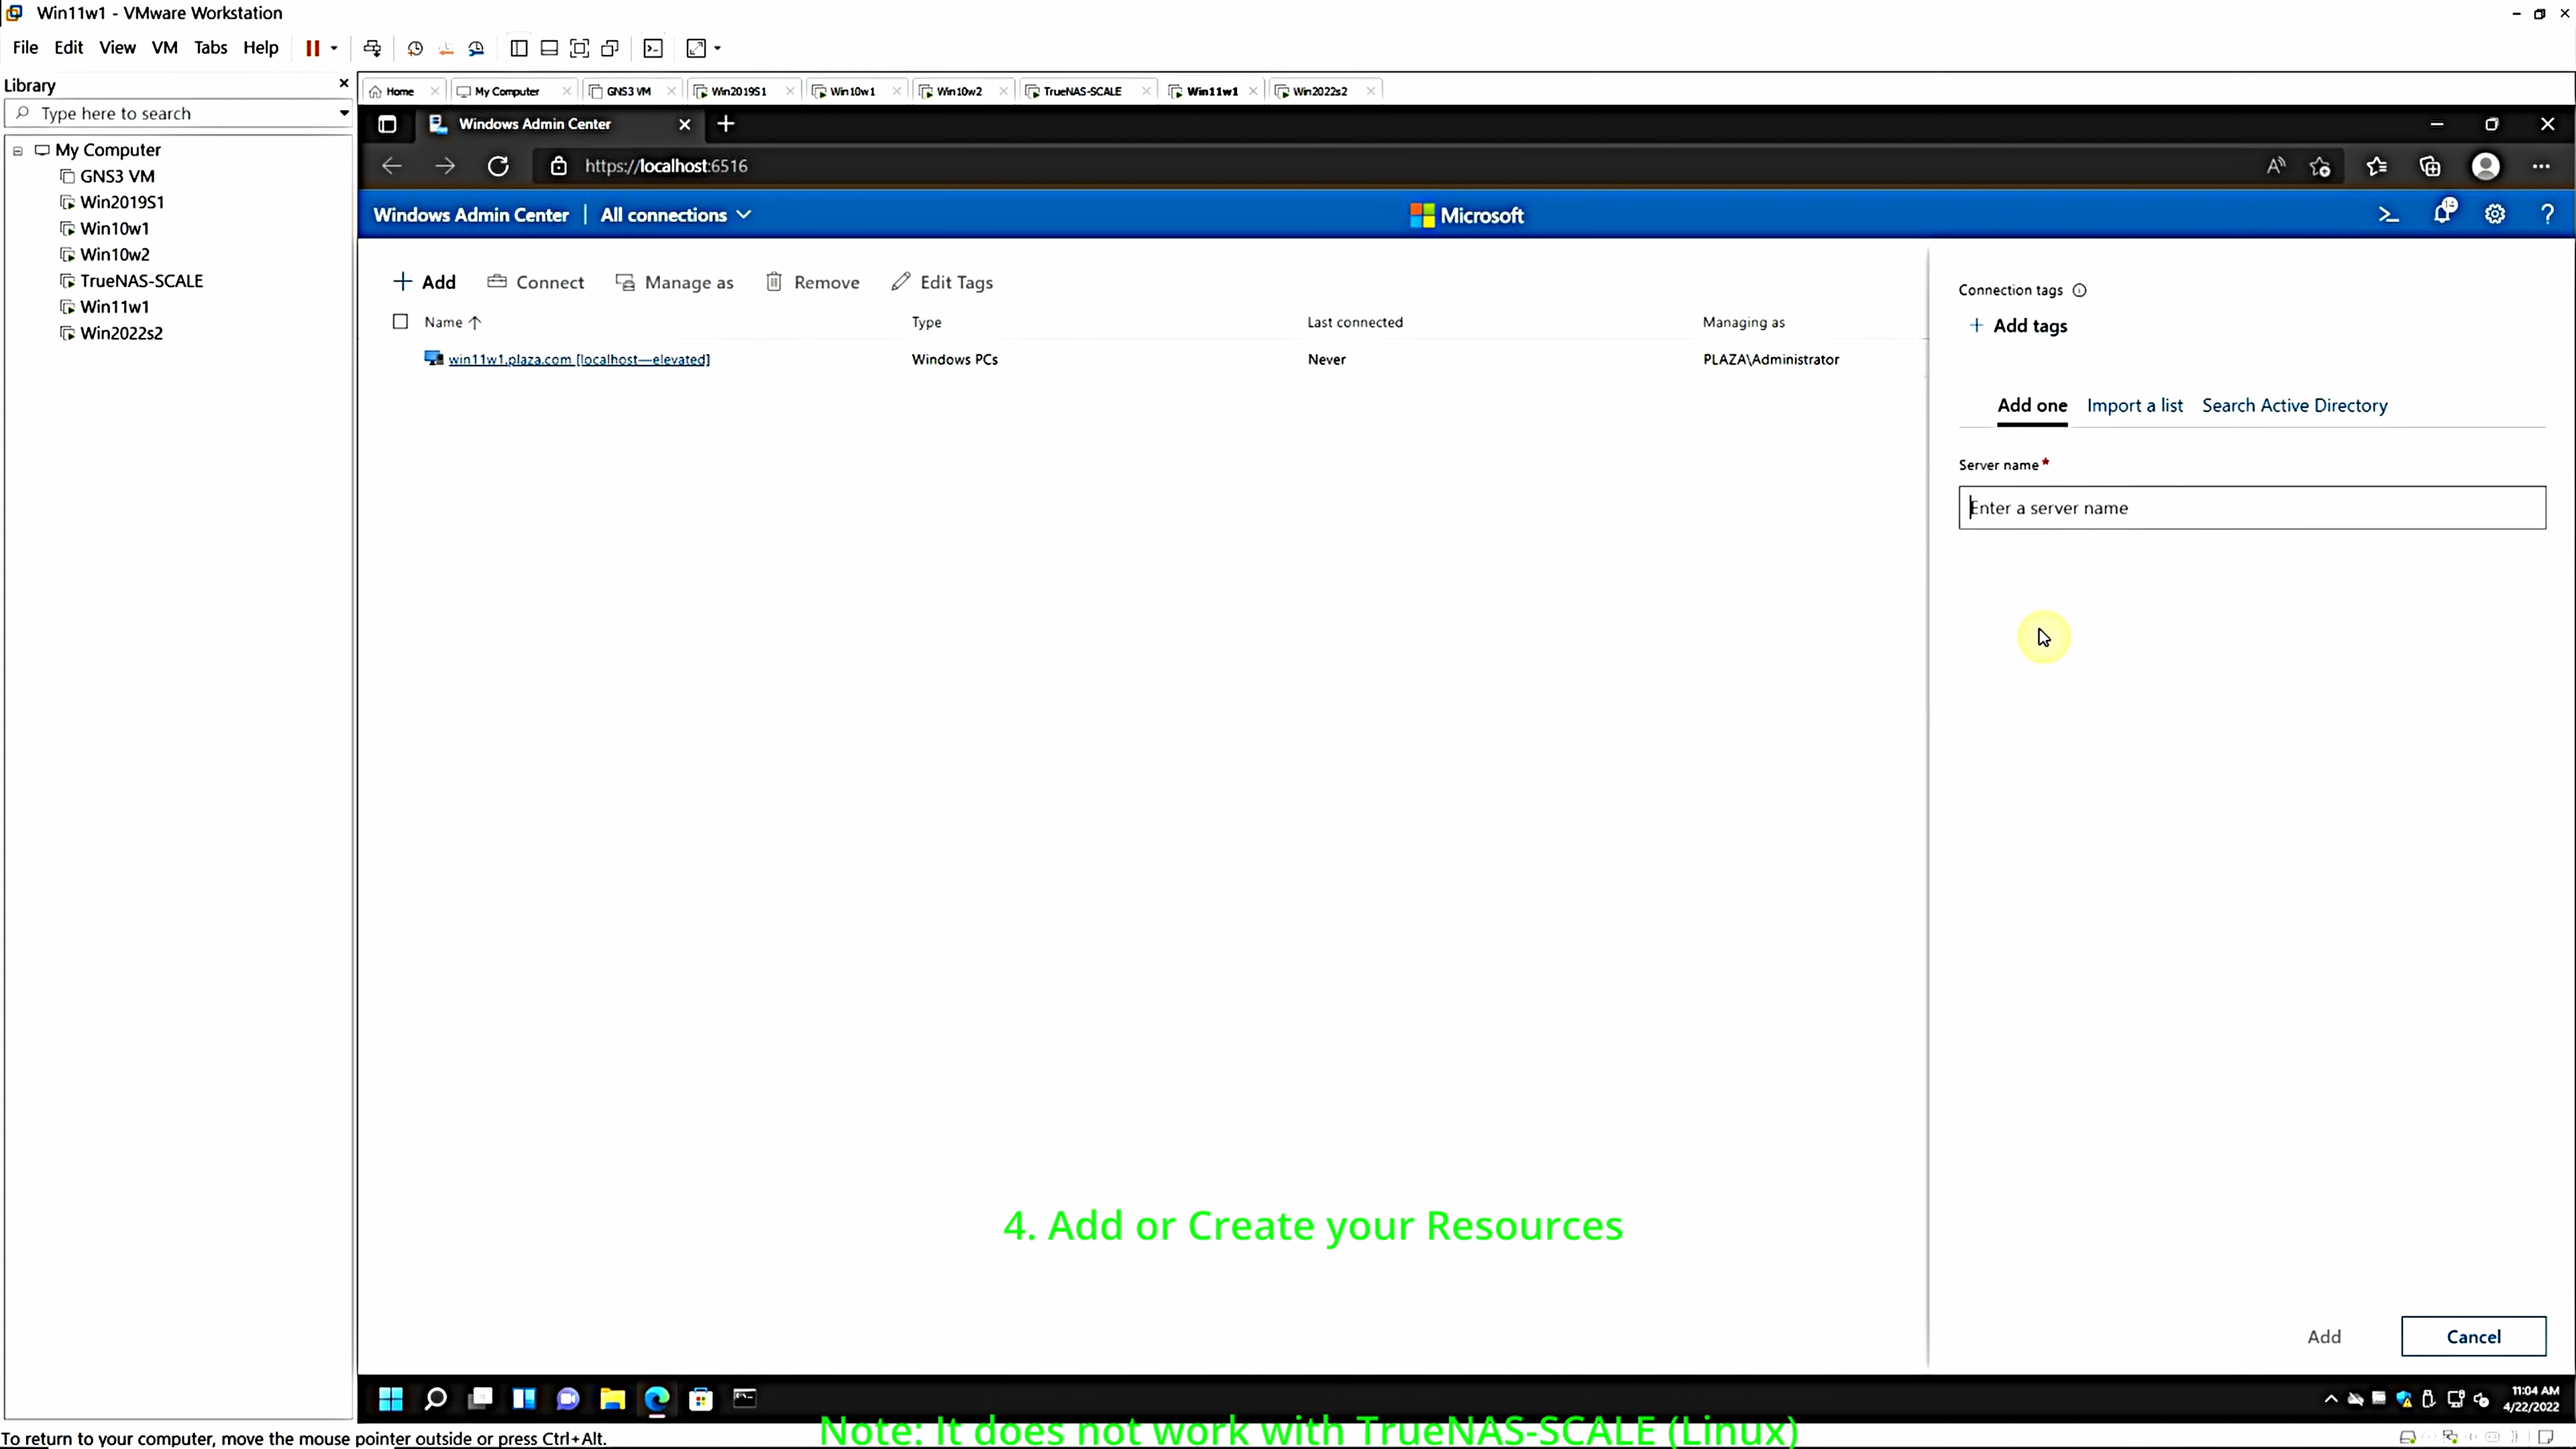 Win11w1 - VMware Workstation
File Edit View VM Tabs Help
Library
Type here to search
My Computer
GNS3 VM
Win2019S1
Win10w1
Win10w2
TrueNAS-SCALE
Win11w1
Win2022s2
Home My Computer GNS3 VM Win2019S1 Win10w1 Win10w2 TrueNAS-SCALE Win11w1 Win2022s2
Windows Admin Center
https://localhost:6516
Windows Admin Center | All connections
Microsoft
Add Connect Manage as Remove Edit Tags
Name Type Last connected Managing as
win11w1.plaza.com [localhost—elevated] Windows PCs Never PLAZA\Administrator
Connection tags
+ Add tags
Add one Import a list Search Active Directory
Server name*
Enter a server name
4. Add or Create your Resources
Add Cancel
11:04 AM
4/22/2022
Note: It does not work with TrueNAS-SCALE (Linux)
To return to your computer, move the mouse pointer outside or press Ctrl+Alt.